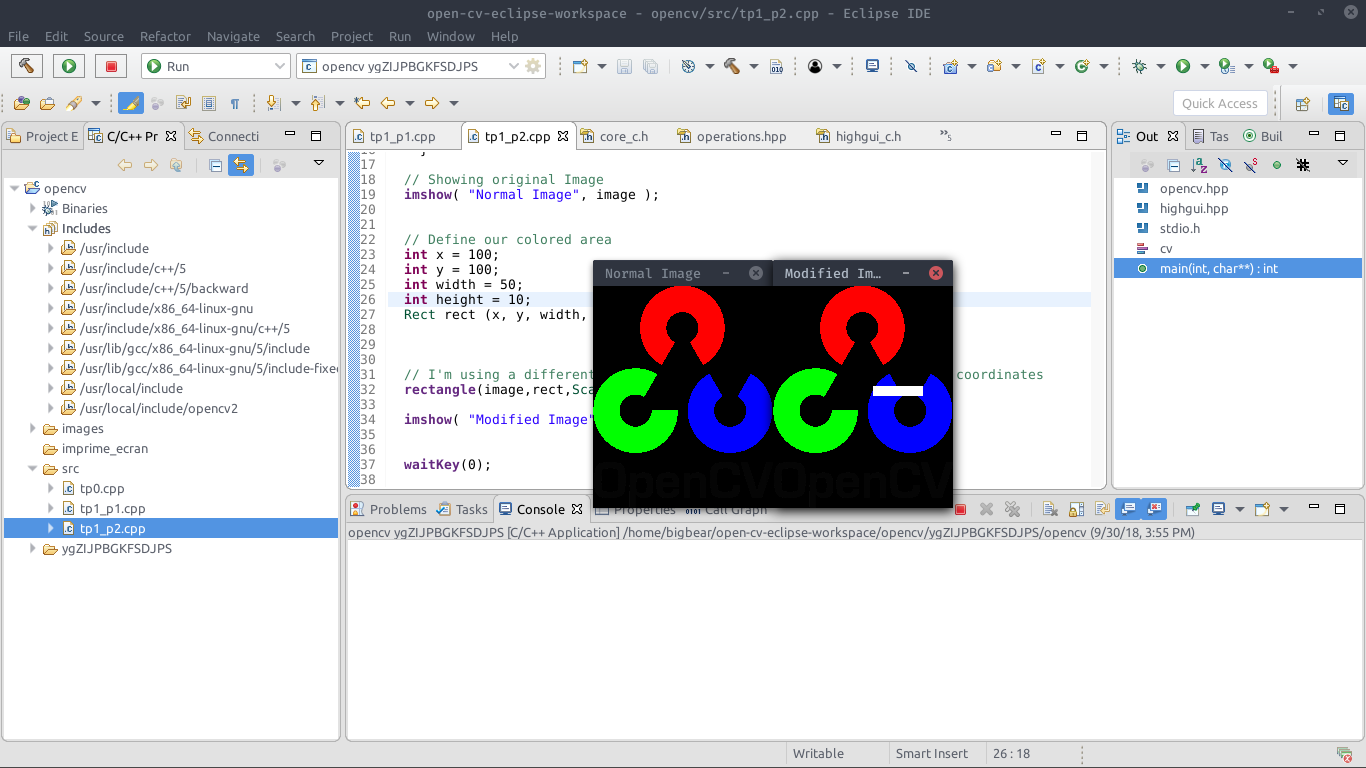 open-cv-eclipse-workspace - opencv/src/tp1_p2.cpp - Eclipse IDE
File Edit Source Refactor Navigate Search Project Run Window Help
Run
opencv ygZIJPBGKFSDJPS
Quick Access
Project E
C/C++ Pr
Connecti
tp1_p1.cpp
tp1_p2.cpp
core_c.h
operations.hpp
highgui_c.h
»5
Out
Tas
Buil
opencv
Binaries
Includes
/usr/include
/usr/include/c++/5
/usr/include/c++/5/backward
/usr/include/x86_64-linux-gnu
/usr/include/x86_64-linux-gnu/c++/5
/usr/lib/gcc/x86_64-linux-gnu/5/include
/usr/lib/gcc/x86_64-linux-gnu/5/include-fixe
/usr/local/include
/usr/local/include/opencv2
images
imprime_ecran
src
tp0.cpp
tp1_p1.cpp
tp1_p2.cpp
ygZIJPBGKFSDJPS
17
18 // Showing original Image
19 imshow( "Normal Image", image );
20
21
22 // Define our colored area
23 int x = 100;
24 int y = 100;
25 int width = 50;
26 int height = 10;
27 Rect rect (x, y, width,
28
29
30
31 // I'm using a different coordinates
32 rectangle(image,rect,Sca
33
34 imshow( "Modified Image"
35
36
37 waitKey(0);
38
Normal Image
Modified Im...
OpenCV
OpenCV
opencv.hpp
highgui.hpp
stdio.h
cv
main(int, char**) : int
Problems
Tasks
Console
Properties
Call Graph
opencv ygZIJPBGKFSDJPS [C/C++ Application] /home/bigbear/open-cv-eclipse-workspace/opencv/ygZIJPBGKFSDJPS/opencv (9/30/18, 3:55 PM)
Writable
Smart Insert
26 : 18